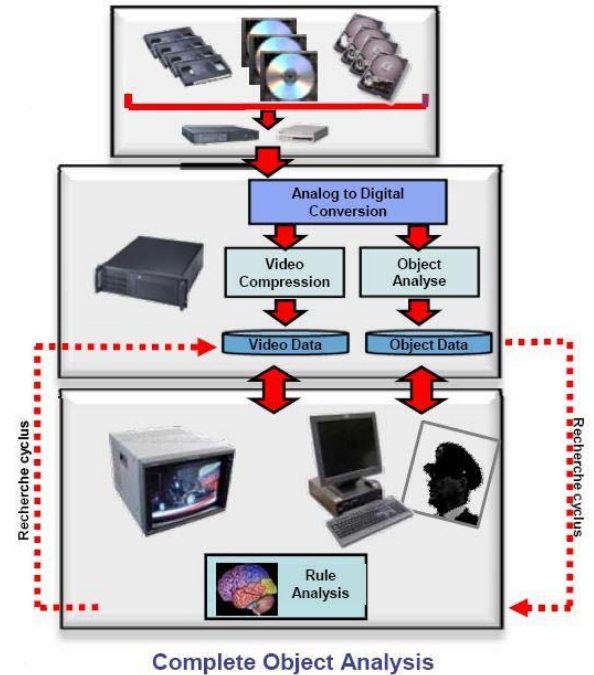 Analog to Digital
Conversion
Video
Compression
Object
Analyse
Video Data
Object Data
Recherche cyclus
Recherche cyclus
Rule
Analysis
Complete Object Analysis